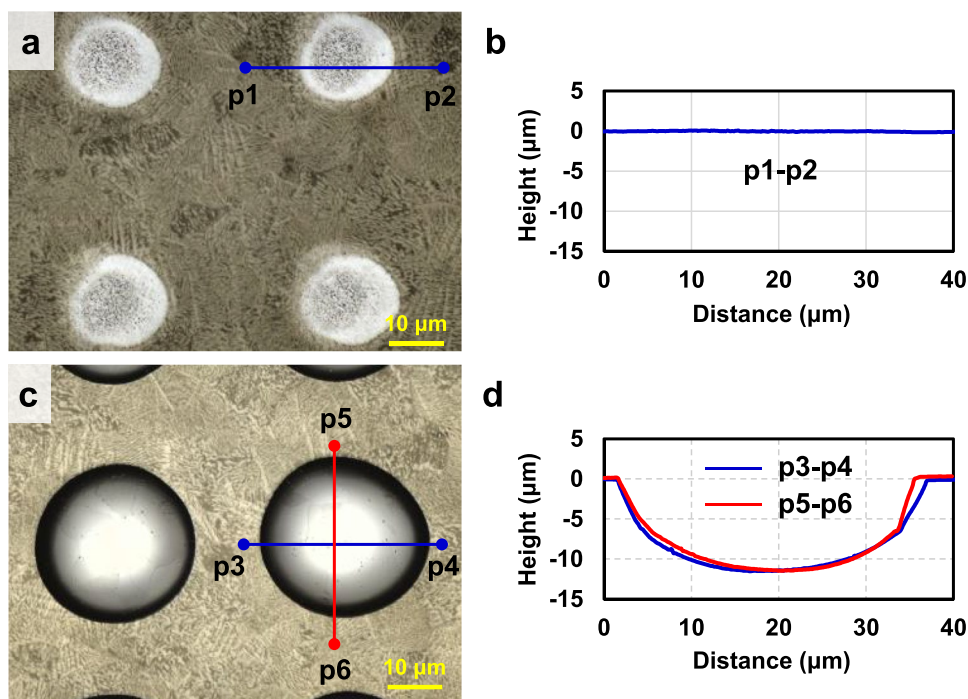 a
p1
p2
10 µm
b
5
0
-5
-10
-15
Height (µm)
p1-p2
0
10
20
30
40
Distance (µm)
c
p5
p3
p4
p6
10 µm
d
5
0
-5
-10
-15
Height (µm)
p3-p4
p5-p6
0
10
20
30
40
Distance (µm)